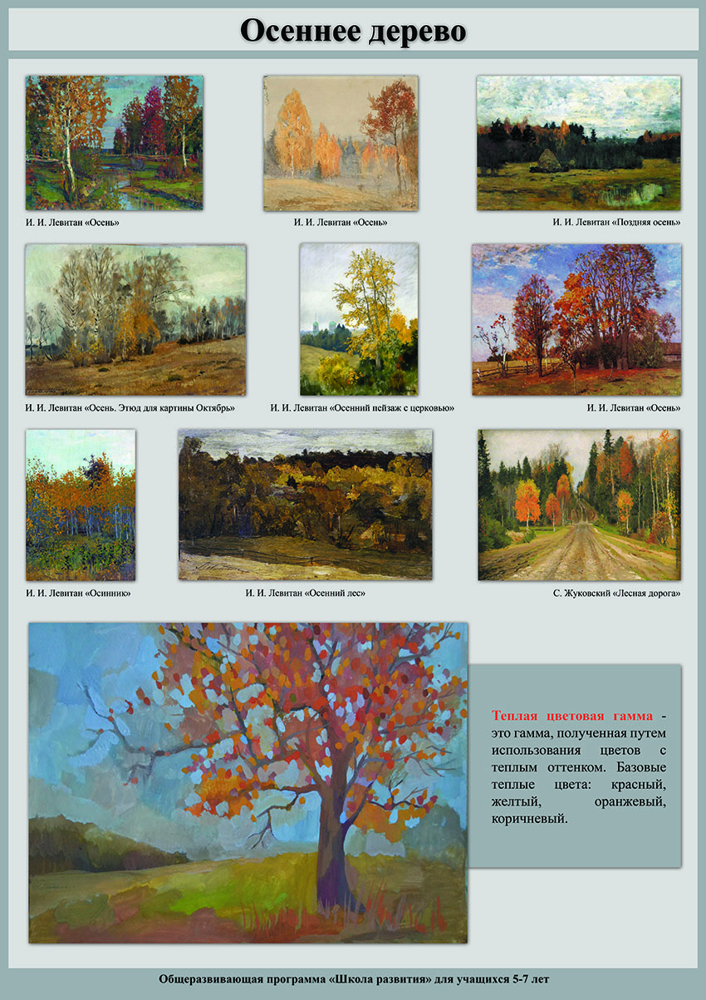 Осеннее дерево
И. И. Левитан «Осень»
И. И. Левитан «Осень»
И. И. Левитан «Поздняя осень»
И. И. Левитан «Осень. Этюд для картины Октябрь»
И. И. Левитан «Осенний пейзаж с церковью»
И. И. Левитан «Осень»
И. И. Левитан «Осинник»
И. И. Левитан «Осенний лес»
С. Жуковский «Лесная дорога»
Теплая цветовая гамма -
это гамма, полученная путем
использования цветов с
теплым оттенком. Базовые
теплые цвета: красный,
желтый, оранжевый,
коричневый.
Общеразвивающая программа «Школа развития» для учащихся 5-7 лет